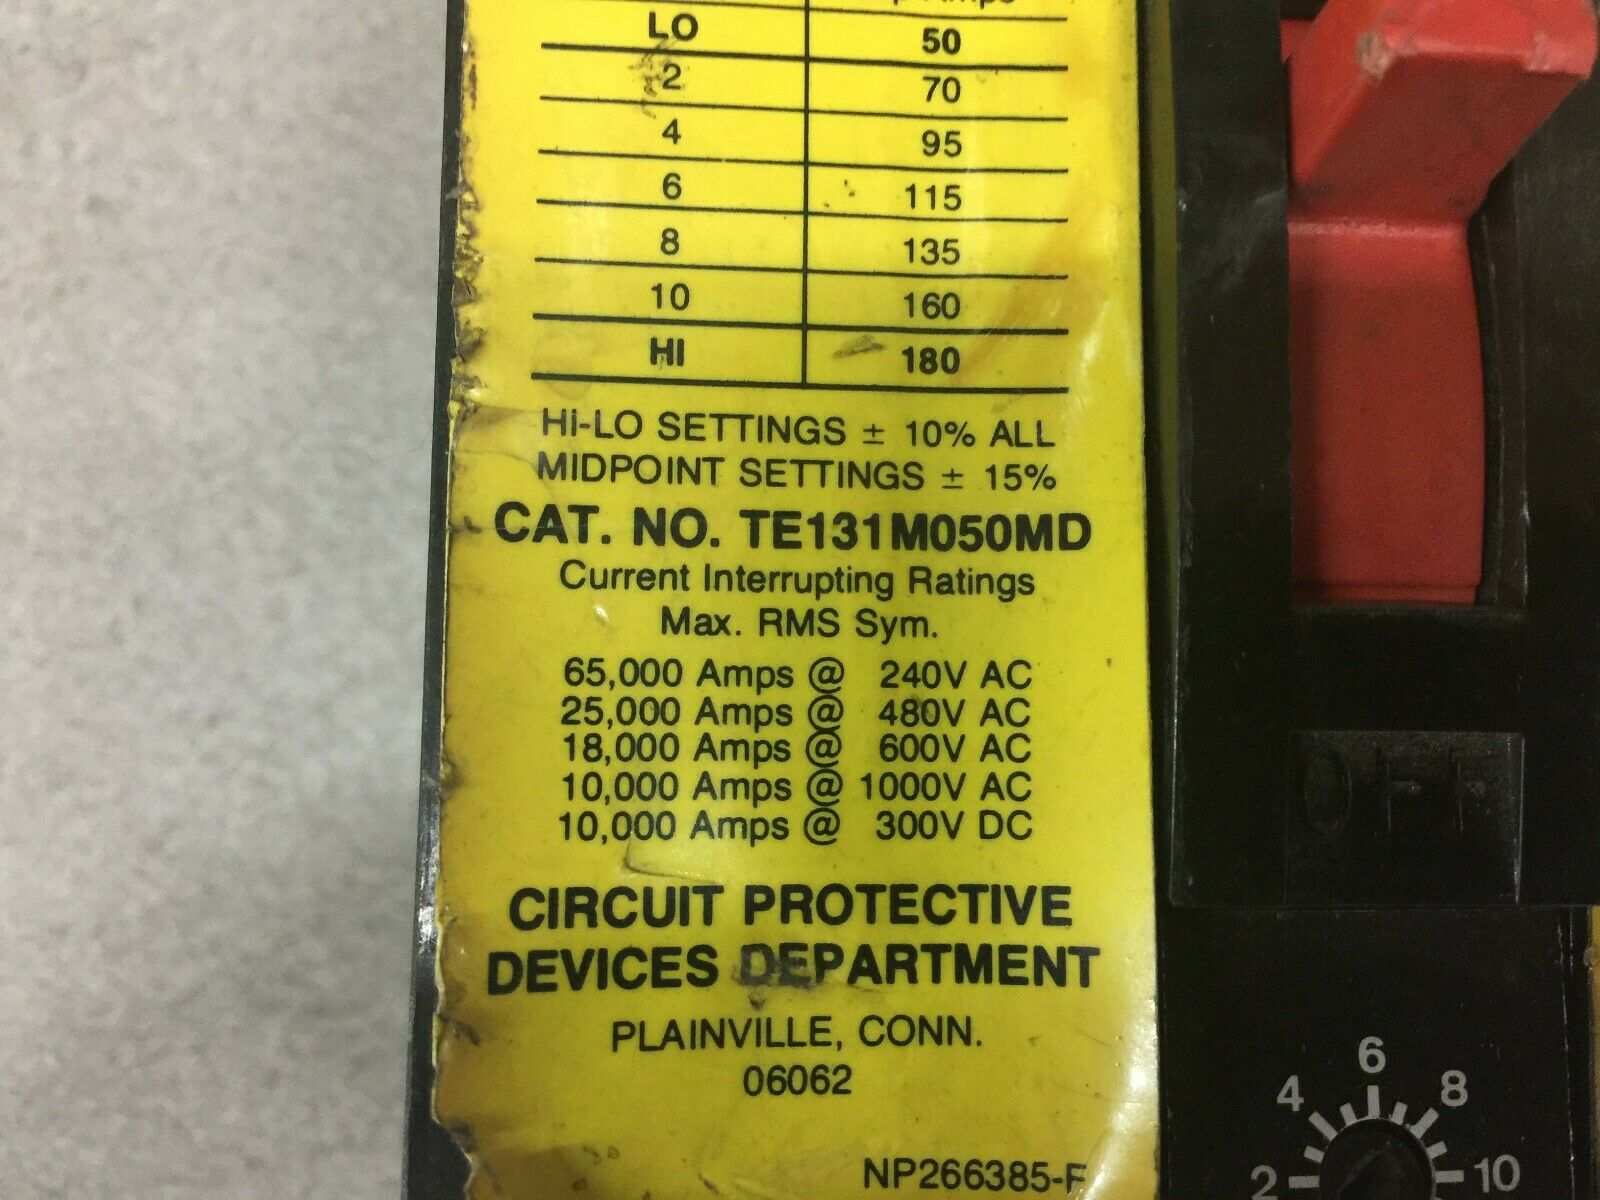 LO 50
2 70
4 95
6 115
8 135
10 160
HI 180
HI-LO SETTINGS ± 10% ALL
MIDPOINT SETTINGS ± 15%
CAT. NO. TE131M050MD
Current Interrupting Ratings
Max. RMS Sym.
65,000 Amps @ 240V AC
25,000 Amps @ 480V AC
18,000 Amps @ 600V AC
10,000 Amps @ 1000V AC
10,000 Amps @ 300V DC
CIRCUIT PROTECTIVE
DEVICES DEPARTMENT
PLAINVILLE, CONN.
06062
NP266385-F
OFF
2 4 6 8 10